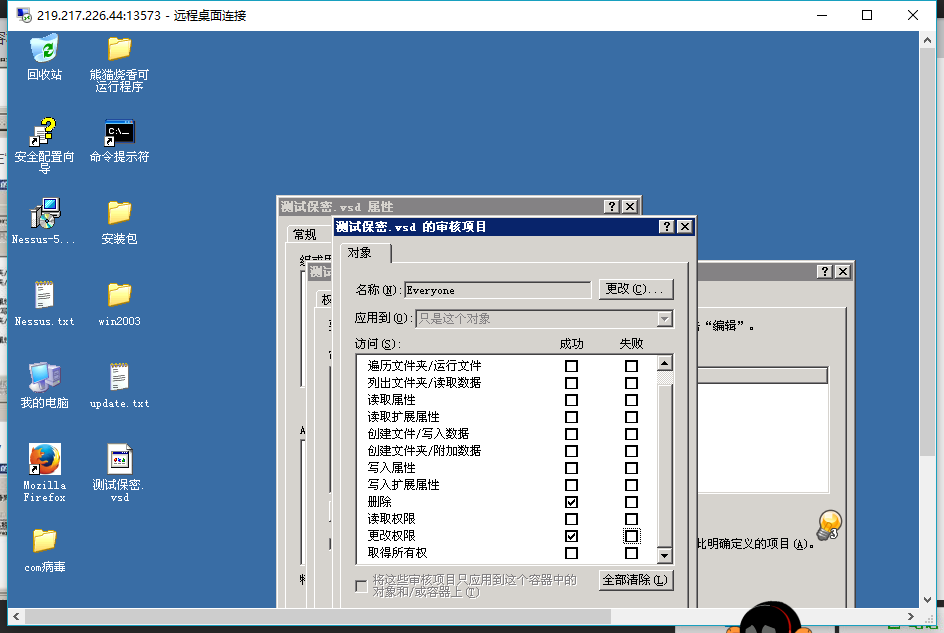 219.217.226.44:13573 - 远程桌面连接
回收站
熊猫烧香可
运行程序
安全配置向
导
命令提示符
Nessus-5...
安装包
Nessus.txt
win2003
我的电脑
update.txt
Mozilla
Firefox
测试保密.
vsd
com病毒
测试保密.vsd 属性
常规
测试保密.vsd 的审核项目
对象
名称(N):
Everyone
更改(C)...
应用到(O):
只是这个对象
访问(S):
成功
失败
遍历文件夹/运行文件
列出文件夹/读取数据
读取属性
读取扩展属性
创建文件/写入数据
创建文件夹/附加数据
写入属性
写入扩展属性
删除
读取权限
更改权限
取得所有权
将这些审核项目只应用到这个容器中的
对象和/或容器上(T)
全部清除(L)
“编辑”。
比明确定义的项目(A)。